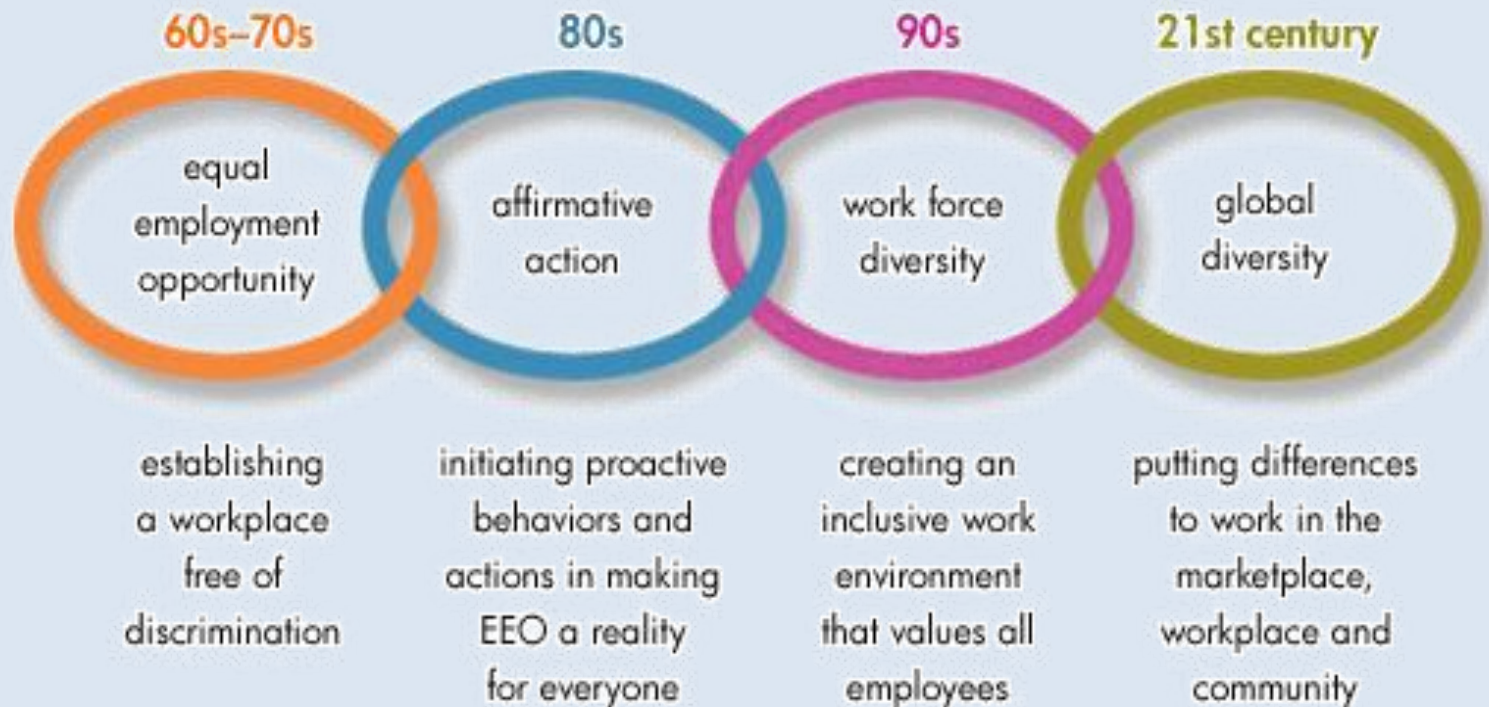 60s–70s
equal
employment
opportunity
establishing
a workplace
free of
discrimination
80s
affirmative
action
initiating proactive
behaviors and
actions in making
EEO a reality
for everyone
90s
work force
diversity
creating an
inclusive work
environment
that values all
employees
21st century
global
diversity
putting differences
to work in the
marketplace,
workplace and
community